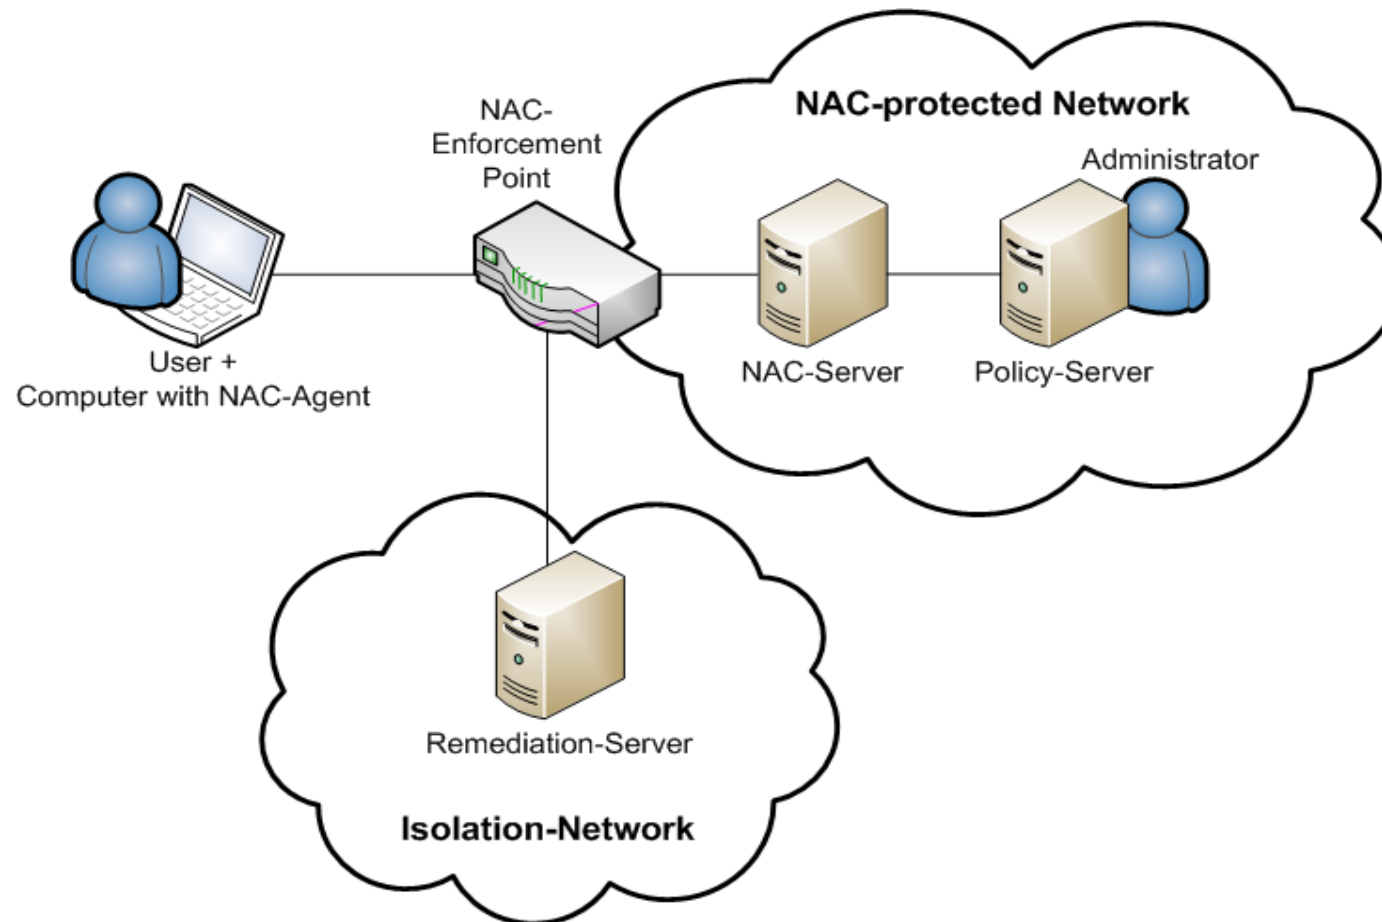 NAC-
Enforcement
Point
NAC-protected Network
Administrator
User +
Computer with NAC-Agent
NAC-Server
Policy-Server
Remediation-Server
Isolation-Network